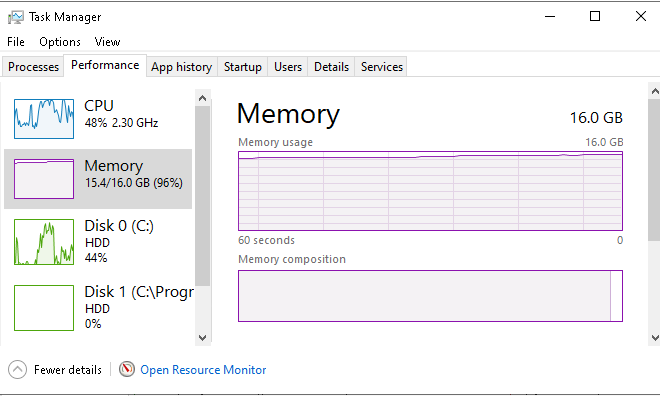 Task Manager
File Options View
Processes Performance App history Startup Users Details Services
CPU
48% 2.30 GHz
Memory
15.4/16.0 GB (96%)
Disk 0 (C:)
HDD
44%
Disk 1 (C:\Progr
HDD
0%
Memory 16.0 GB
Memory usage 16.0 GB
60 seconds 0
Memory composition
Fewer details Open Resource Monitor